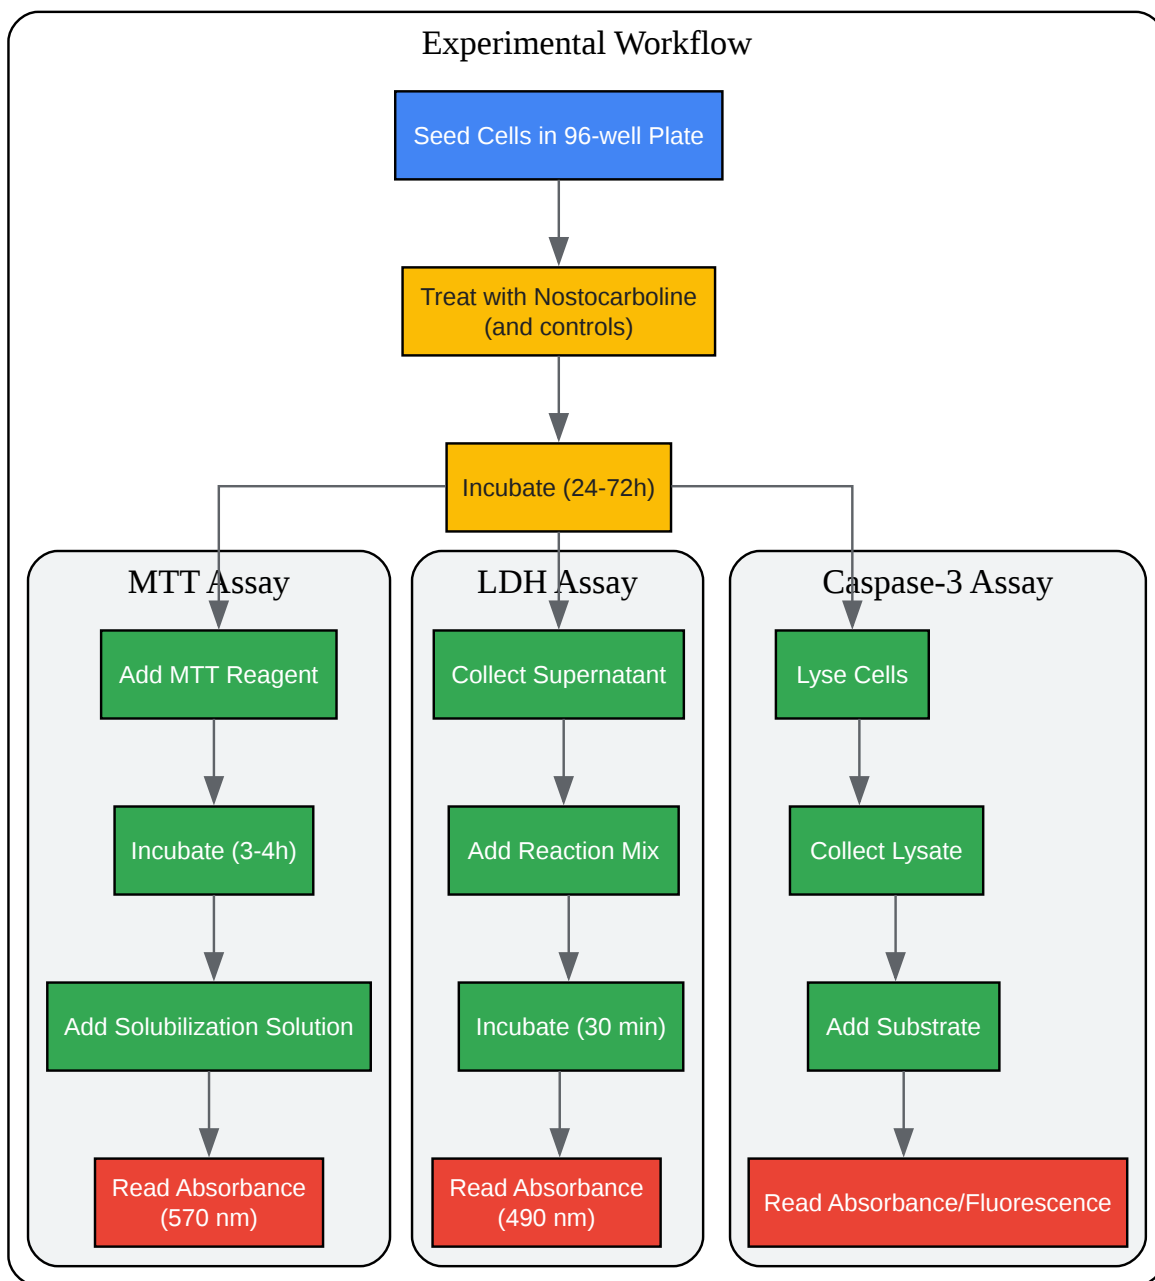 Experimental Workflow
Seed Cells in 96-well Plate
Treat with Nostocarboline
(and controls)
Incubate (24-72h)
MTT Assay
Add MTT Reagent
Incubate (3-4h)
Add Solubilization Solution
Read Absorbance
(570 nm)
LDH Assay
Collect Supernatant
Add Reaction Mix
Incubate (30 min)
Read Absorbance
(490 nm)
Caspase-3 Assay
Lyse Cells
Collect Lysate
Add Substrate
Read Absorbance/Fluorescence